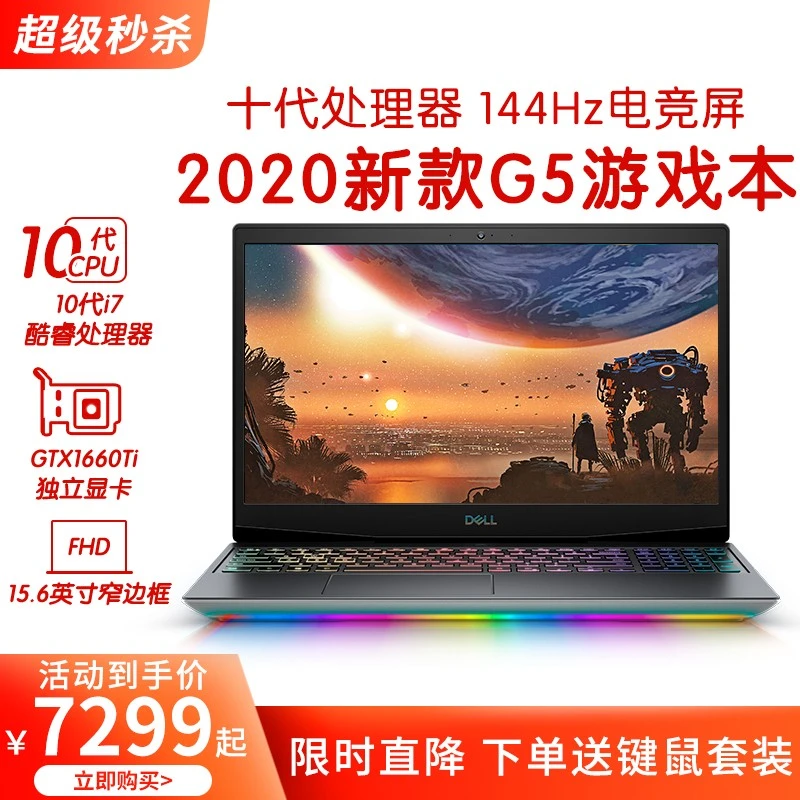 超级秒杀
十代处理器 144Hz电竞屏
2020新款G5游戏本
10代
CPU
10代i7
酷睿处理器
GTX1660Ti
独立显卡
FHD
15.6英寸窄边框
DELL
活动到手价
¥7299起
立即购买>
限时直降 下单送键鼠套装